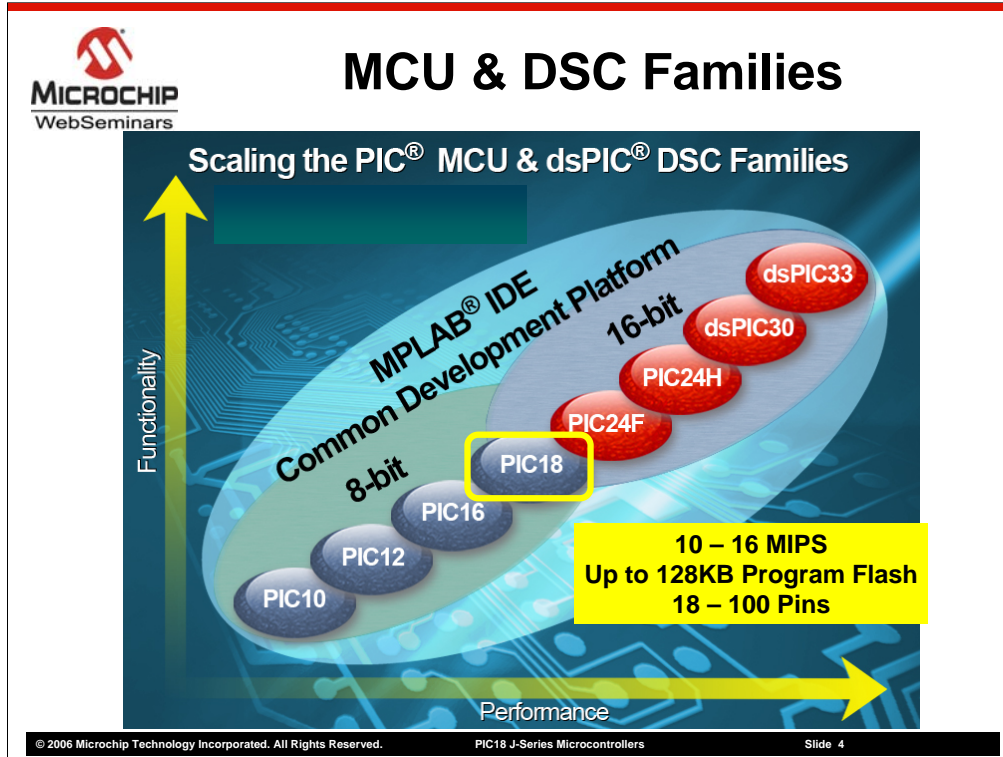 MICROCHIP
WebSeminars
MCU & DSC Families
Scaling the PIC® MCU & dsPIC® DSC Families
Functionality
MPLAB® IDE
Common Development Platform
16-bit
8-bit
dsPIC33
dsPIC30
PIC24H
PIC24F
PIC18
PIC16
PIC12
PIC10
10 – 16 MIPS
Up to 128KB Program Flash
18 – 100 Pins
Performance
© 2006 Microchip Technology Incorporated. All Rights Reserved. PIC18 J-Series Microcontrollers Slide 4